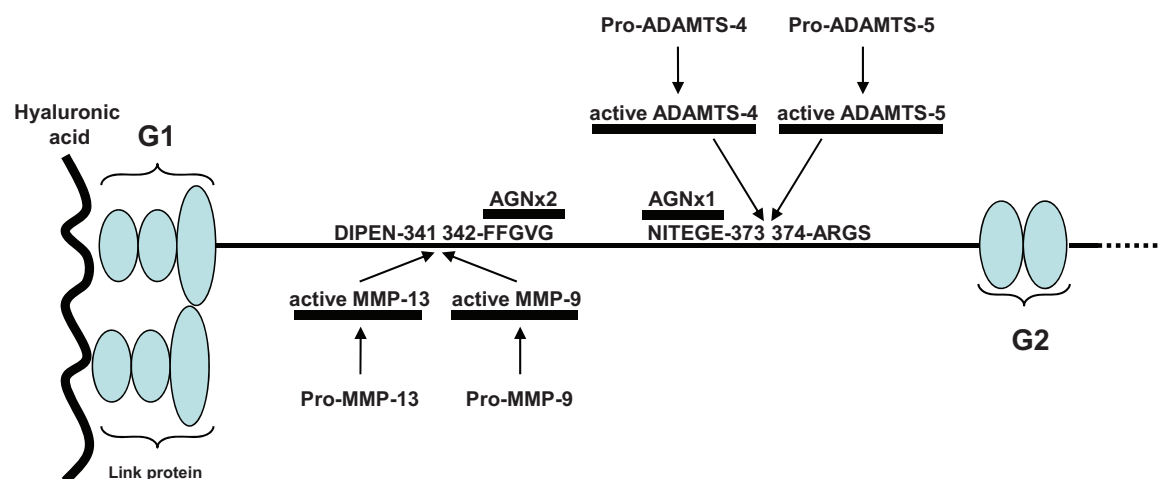 Pro-ADAMTS-4
Pro-ADAMTS-5
Hyaluronic
acid
G1
active ADAMTS-4
active ADAMTS-5
AGNx2
AGNx1
DIPEN-341 342-FFGVG
NITEGE-373 374-ARGS
active MMP-13
active MMP-9
G2
Pro-MMP-13
Pro-MMP-9
Link protein